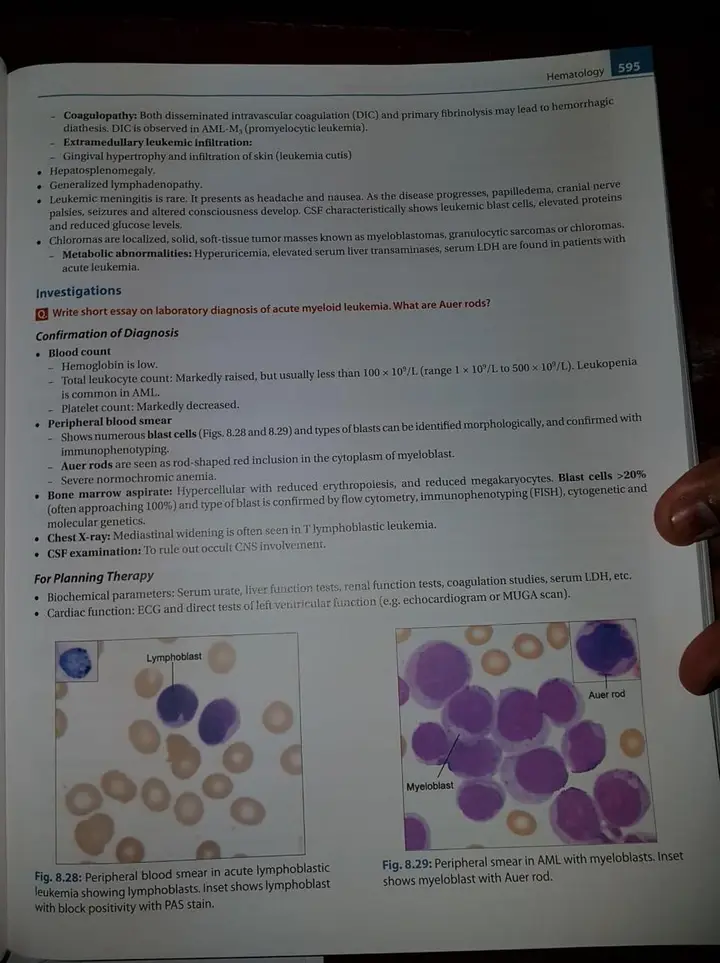 Hematology 595
– Coagulopathy: Both disseminated intravascular coagulation (DIC) and primary fibrinolysis may lead to hemorrhagic
diathesis. DIC is observed in AML-M₃ (promyelocytic leukemia).
– Extramedullary leukemic infiltration:
– Gingival hypertrophy and infiltration of skin (leukemia cutis)
• Hepatosplenomegaly.
• Generalized lymphadenopathy.
• Leukemic meningitis is rare. It presents as headache and nausea. As the disease progresses, papilledema, cranial nerve
palsies, seizures and altered consciousness develop. CSF characteristically shows leukemic blast cells, elevated proteins
and reduced glucose levels.
• Chloromas are localized, solid, soft-tissue tumor masses known as myeloblastomas, granulocytic sarcomas or chloromas.
– Metabolic abnormalities: Hyperuricemia, elevated serum liver transaminases, serum LDH are found in patients with
acute leukemia.
Investigations
Q. Write short essay on laboratory diagnosis of acute myeloid leukemia. What are Auer rods?
Confirmation of Diagnosis
• Blood count
– Hemoglobin is low.
– Total leukocyte count: Markedly raised, but usually less than 100 × 10⁹/L (range 1 × 10⁹/L to 500 × 10⁹/L). Leukopenia
is common in AML.
– Platelet count: Markedly decreased.
• Peripheral blood smear
– Shows numerous blast cells (Figs. 8.28 and 8.29) and types of blasts can be identified morphologically, and confirmed with
immunophenotyping.
– Auer rods are seen as rod-shaped red inclusion in the cytoplasm of myeloblast.
– Severe normochromic anemia.
• Bone marrow aspirate: Hypercellular with reduced erythropoiesis, and reduced megakaryocytes. Blast cells >20%
(often approaching 100%) and type of blast is confirmed by flow cytometry, immunophenotyping (FISH), cytogenetic and
molecular genetics.
• Chest X-ray: Mediastinal widening is often seen in T lymphoblastic leukemia.
• CSF examination: To rule out occult CNS involvement.
For Planning Therapy
• Biochemical parameters: Serum urate, liver function tests, renal function tests, coagulation studies, serum LDH, etc.
• Cardiac function: ECG and direct tests of left ventricular function (e.g. echocardiogram or MUGA scan).
Lymphoblast
Fig. 8.28: Peripheral blood smear in acute lymphoblastic
leukemia showing lymphoblasts. Inset shows lymphoblast
with block positivity with PAS stain.
Auer rod
Myeloblast
Fig. 8.29: Peripheral smear in AML with myeloblasts. Inset
shows myeloblast with Auer rod.